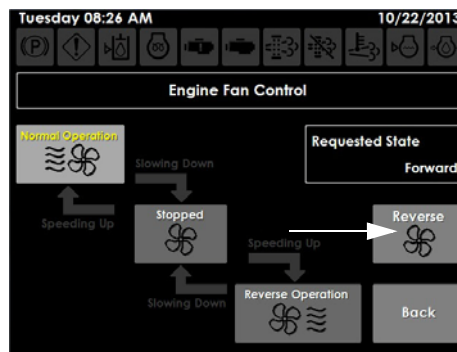 Tuesday 08:26 AM 10/22/2013
(P)
Engine Fan Control
Normal Operation
Requested State
Forward
Slowing Down
Speeding Up
Stopped
Reverse
Speeding Up
Slowing Down
Reverse Operation
Back